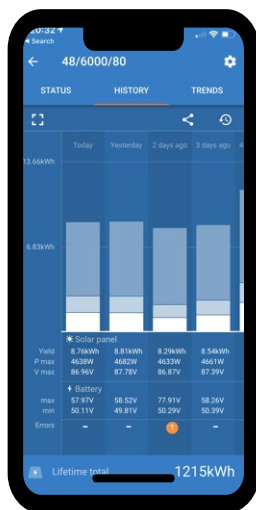 20:32
Search
48/6000/80
STATUS HISTORY TRENDS
Today Yesterday 2 days ago 3 days ago 4
13.66kWh
6.83kWh
Solar panel
Yield 8.76kWh 8.81kWh 8.29kWh 8.54kWh
P max 4638W 4682W 4633W 4661W
V max 86.96V 87.78V 86.87V 87.39V
Battery
max 57.97V 58.52V 77.91V 58.26V
min 50.11V 49.81V 50.29V 50.39V
Errors – – 1 –
Lifetime total 1215kWh